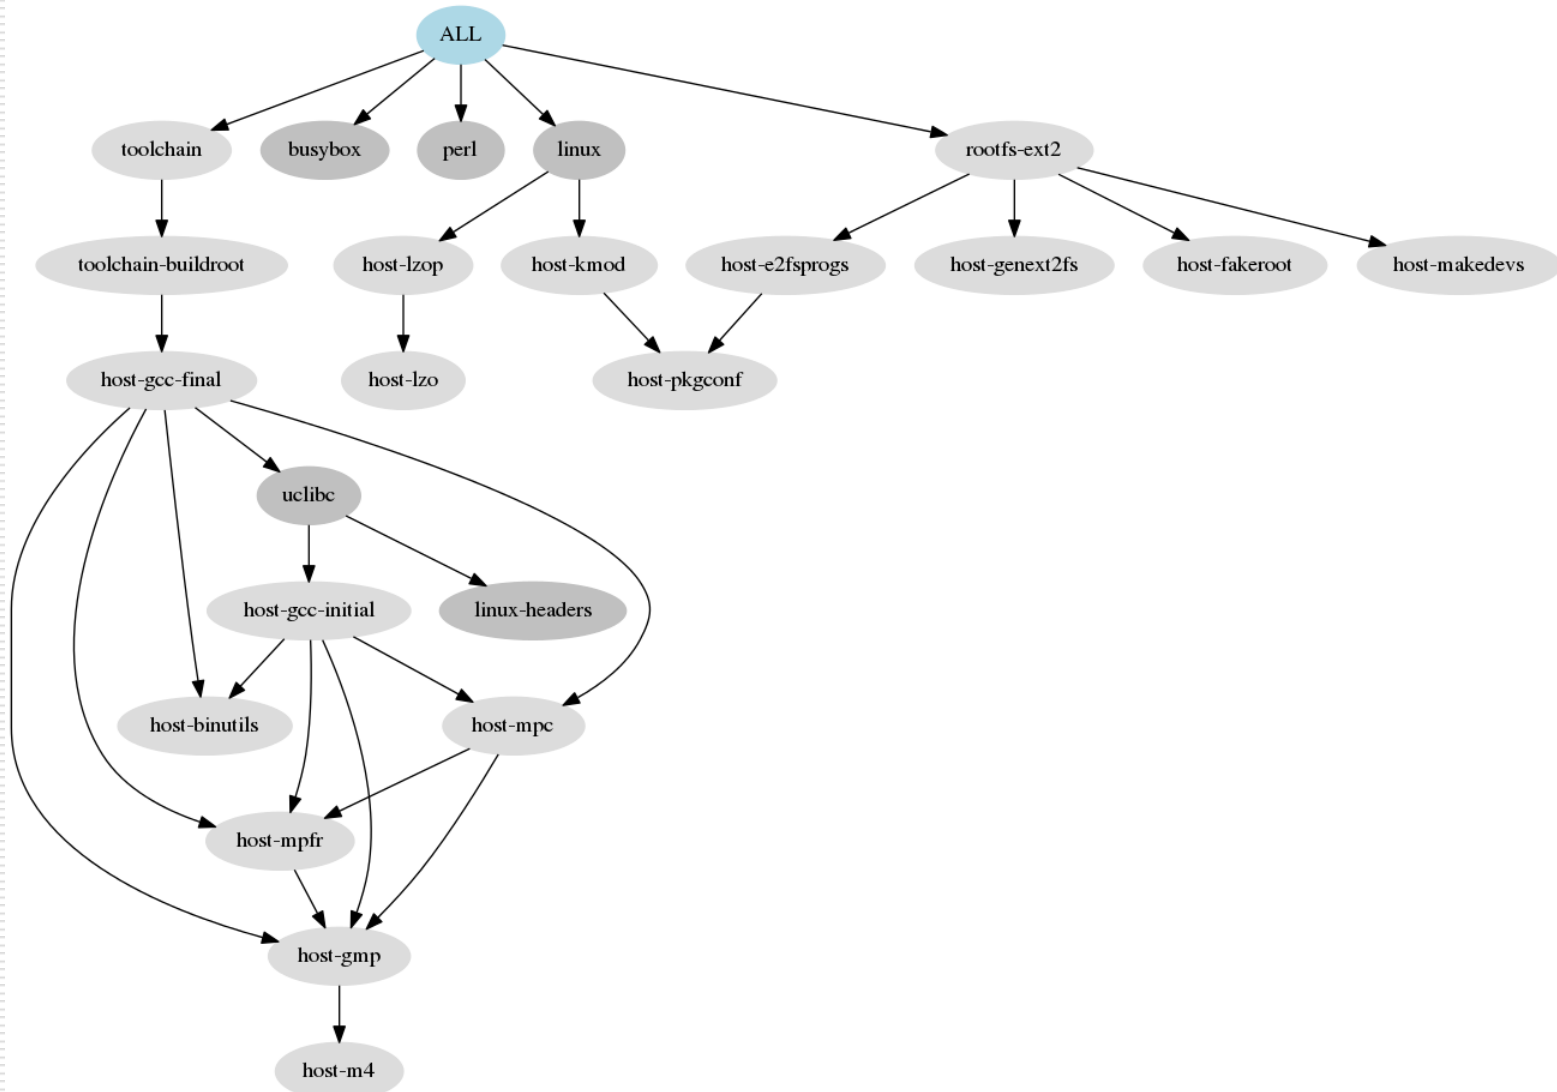 ALL
toolchain
busybox
perl
linux
rootfs-ext2
toolchain-buildroot
host-lzop
host-kmod
host-e2fsprogs
host-genext2fs
host-fakeroot
host-makedevs
host-gcc-final
host-lzo
host-pkgconf
uclibc
host-gcc-initial
linux-headers
host-binutils
host-mpc
host-mpfr
host-gmp
host-m4